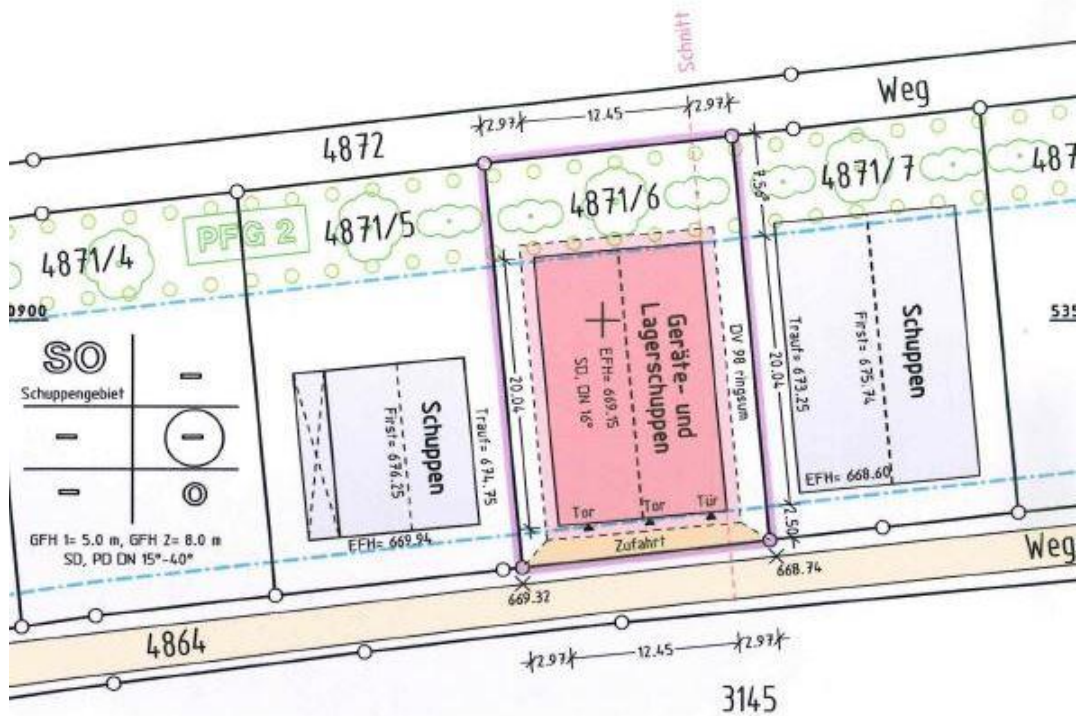 Schnitt
Weg
2.97
12.45
2.97
4872
4871/4
PFG 2
4871/5
4871/6
7.56⁵
4871/7
487
0900
535
SO
Schuppengebiet
GFH 1= 5.0 m, GFH 2= 8.0 m
SD, PD DN 15°-40°
Schuppen
First= 676.25
Trauf= 674.75
EFH= 669.94
20.04
Geräte- und
Lagerschuppen
EFH= 669.15
SD, DN 16°
DV 98 ringsum
Tor
Tor
Tür
Zufahrt
20.04
2.50
Trauf= 673.25
Schuppen
First= 675.74
EFH= 668.60
669.32
668.74
Weg
4864
2.97
12.45
2.97
3145